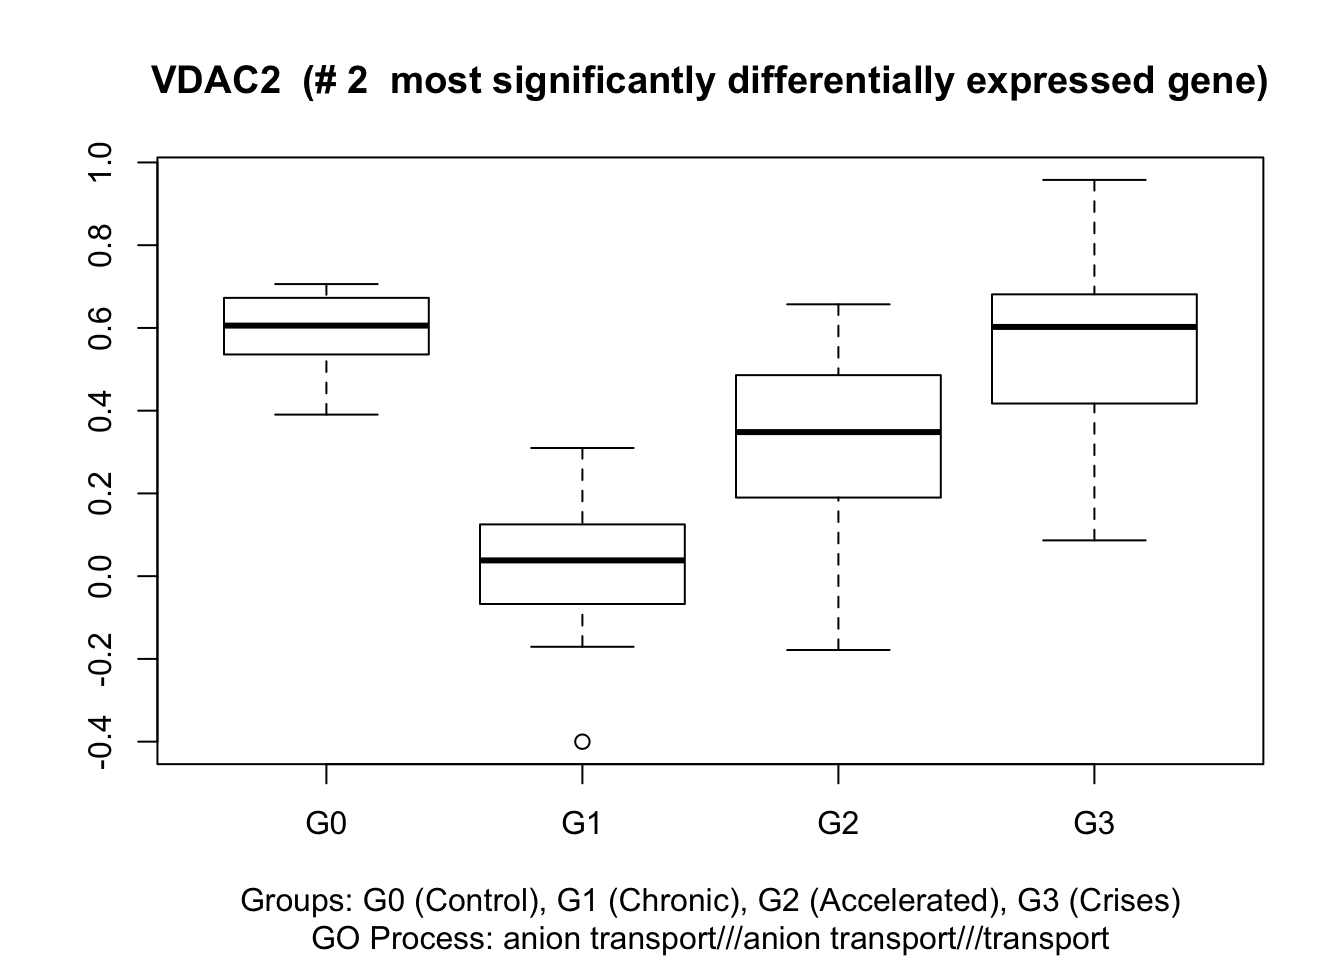 VDAC2  (# 2  most significantly differentially expressed gene)
1.0
0.8
0.6
0.4
0.2
0.0
-0.2
-0.4
G0 G1 G2 G3
Groups: G0 (Control), G1 (Chronic), G2 (Accelerated), G3 (Crises)
GO Process: anion transport///anion transport///transport